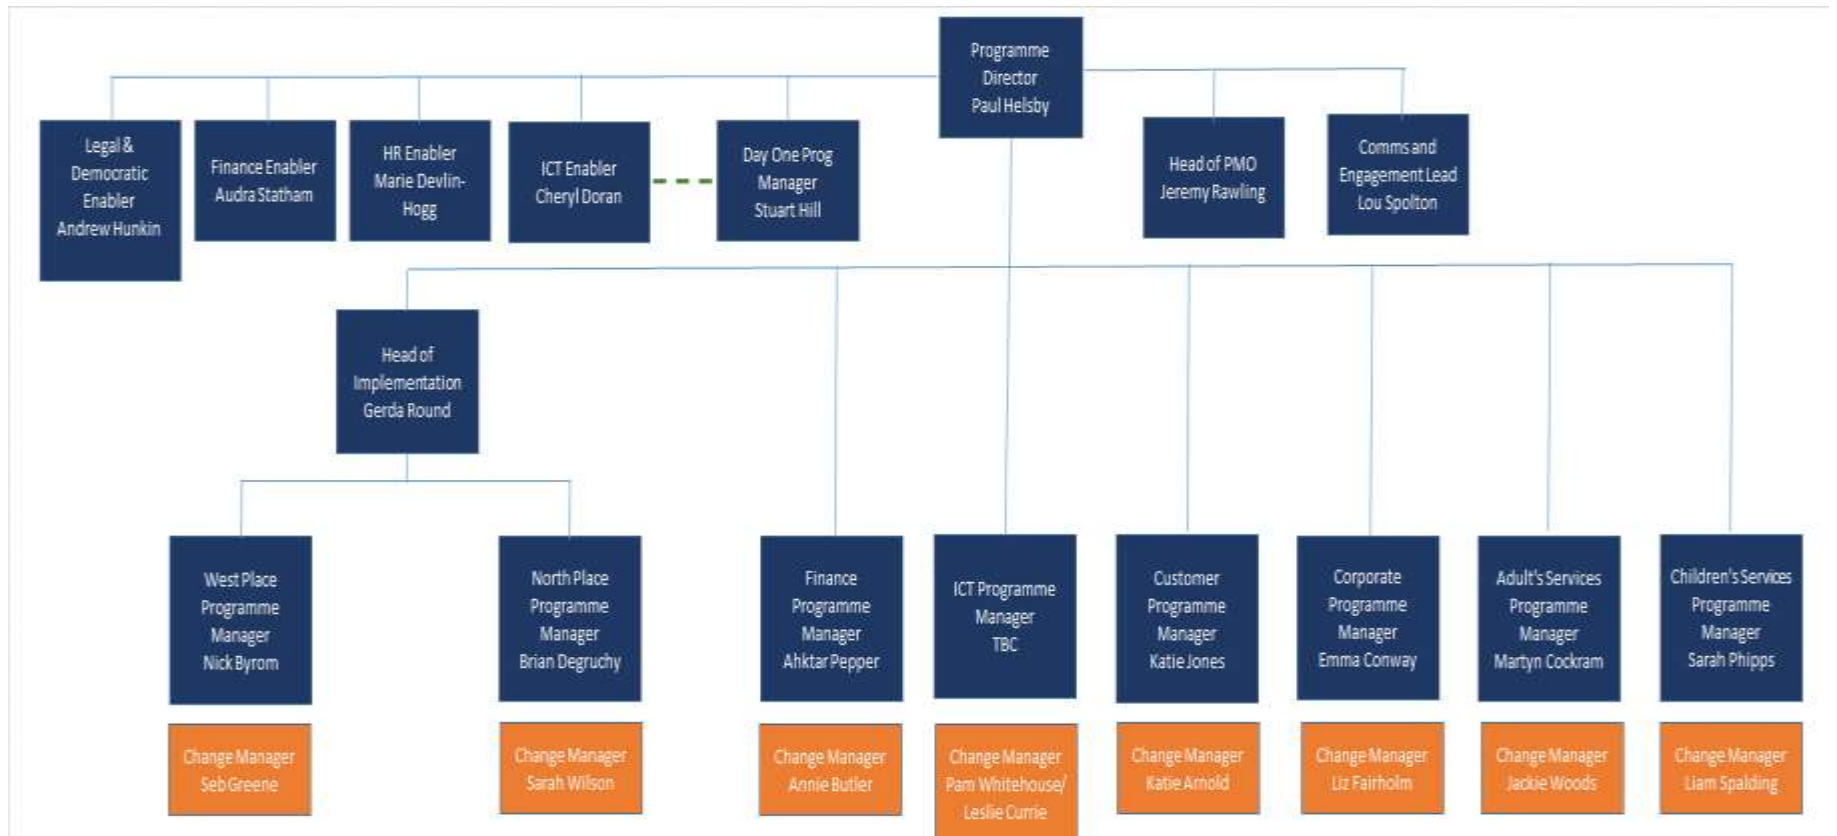 Programme
Director
Paul Helsby
Legal &
Democratic
Enabler
Andrew Hunkin
Finance Enabler
Audra Statham
HR Enabler
Marie Devlin-
Hogg
ICT Enabler
Cheryl Doran
Day One Prog
Manager
Stuart Hill
Head of PMO
Jeremy Rawling
Comms and
Engagement Lead
Lou Spolton
Head of
Implementation
Gerda Round
West Place
Programme
Manager
Nick Byrom
North Place
Programme
Manager
Brian Degruchy
Finance
Programme
Manager
Ahktar Pepper
ICT Programme
Manager
TBC
Customer
Programme
Manager
Katie Jones
Corporate
Programme
Manager
Emma Conway
Adult's Services
Programme
Manager
Martyn Cockram
Children's Services
Programme
Manager
Sarah Phipps
Change Manager
Seb Greene
Change Manager
Sarah Wilson
Change Manager
Annie Butler
Change Manager
Pam Whitehouse/
Leslie Currie
Change Manager
Katie Arnold
Change Manager
Liz Fairholm
Change Manager
Jackie Woods
Change Manager
Liam Spalding